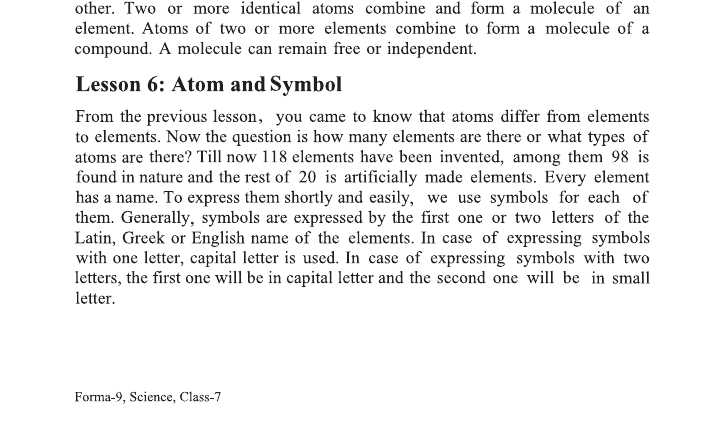 other. Two or more identical atoms combine and form a molecule of an
element. Atoms of two or more elements combine to form a molecule of a
compound. A molecule can remain free or independent.
Lesson 6: Atom and Symbol
From the previous lesson, you came to know that atoms differ from elements
to elements. Now the question is how many elements are there or what types of
atoms are there? Till now 118 elements have been invented, among them 98 is
found in nature and the rest of 20 is artificially made elements. Every element
has a name. To express them shortly and easily, we use symbols for each of
them. Generally, symbols are expressed by the first one or two letters of the
Latin, Greek or English name of the elements. In case of expressing symbols
with one letter, capital letter is used. In case of expressing symbols with two
letters, the first one will be in capital letter and the second one will be in small
letter.
Forma-9, Science, Class-7